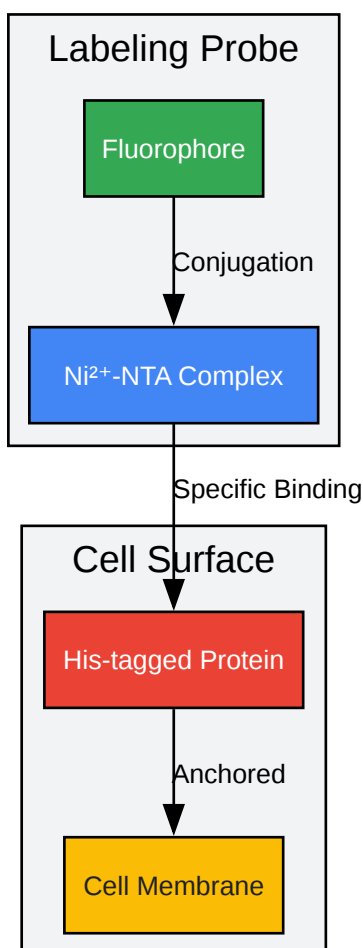 Labeling Probe
Fluorophore
Conjugation
Ni²⁺-NTA Complex
Specific Binding
Cell Surface
His-tagged Protein
Anchored
Cell Membrane